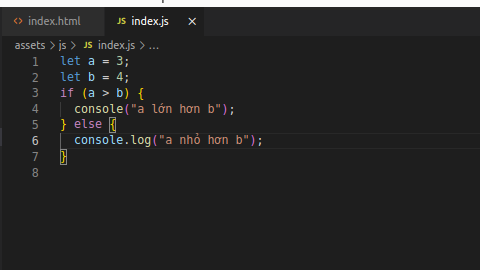 index.html JS index.js ×
assets > js > JS index.js > ...
1 let a = 3;
2 let b = 4;
3 if (a > b) {
4 console("a lớn hơn b");
5 } else {
6 console.log("a nhỏ hơn b");
7 }
8